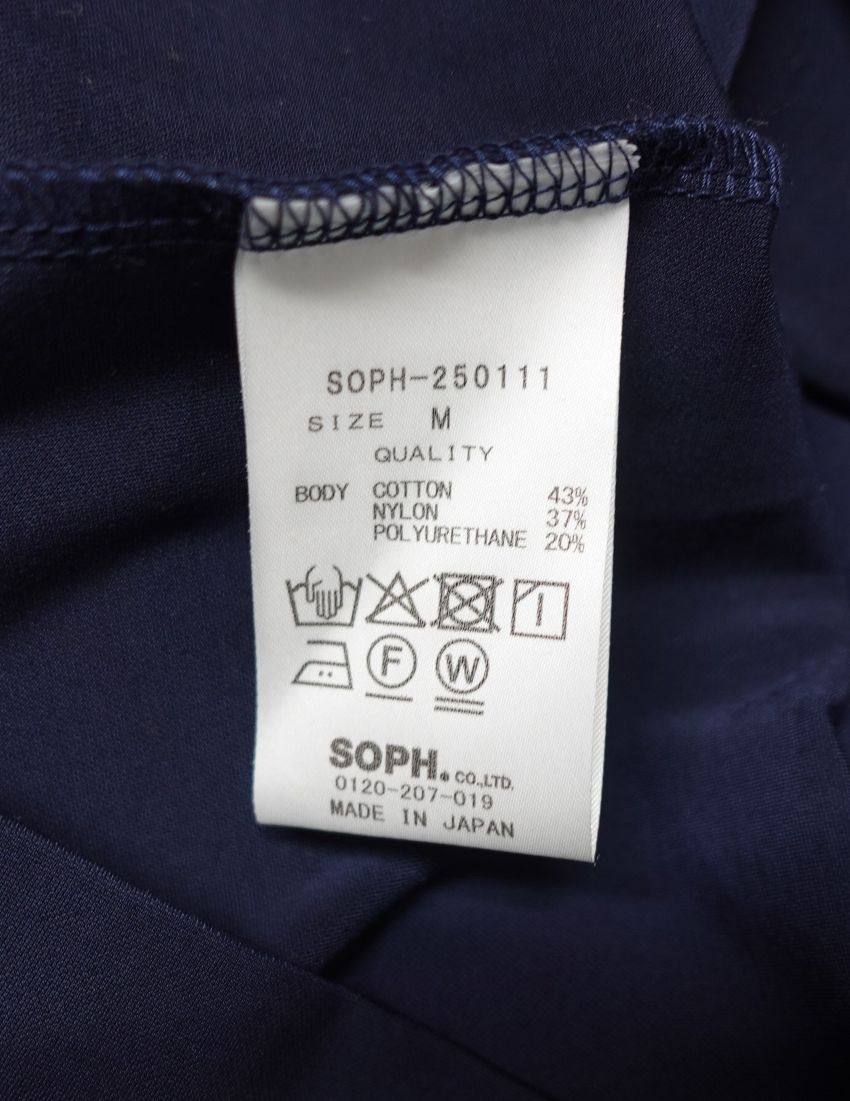 SOPH-250111
SIZE M
QUALITY
BODY COTTON 43%
NYLON 37%
POLYURETHANE 20%
F W
SOPH. CO.,LTD.
0120-207-019
MADE IN JAPAN